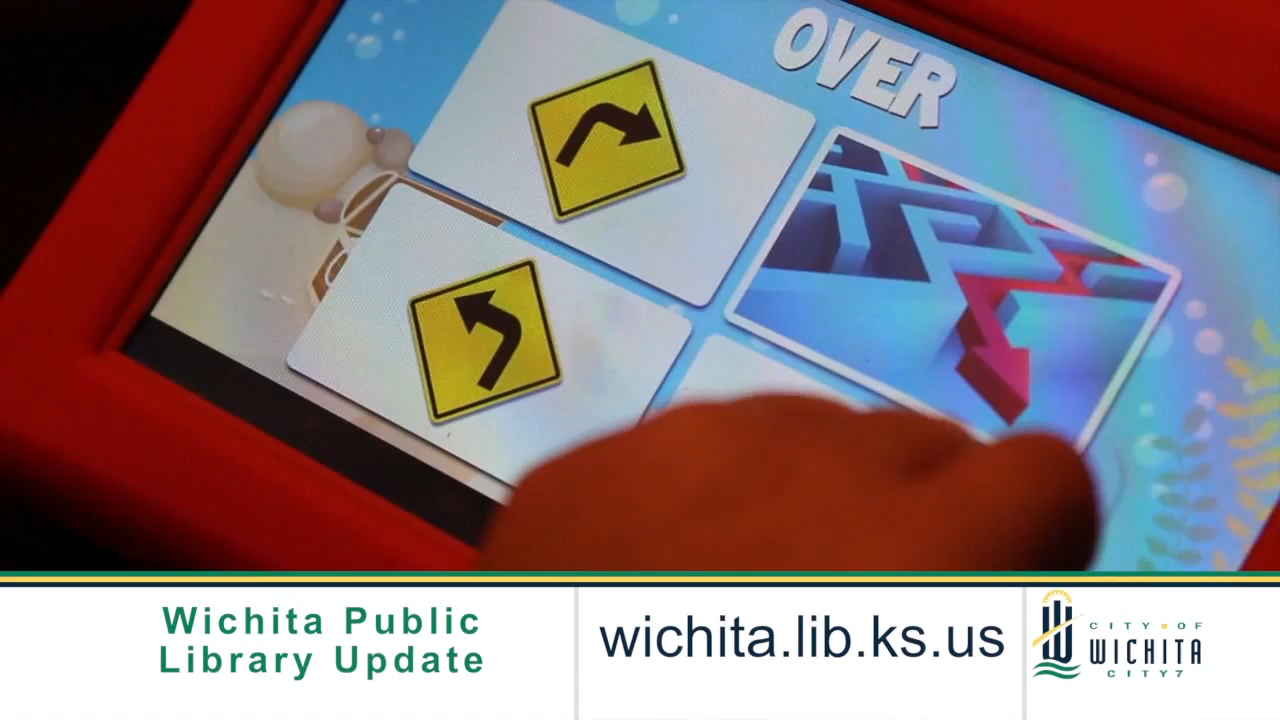 OVER
Wichita Public
Library Update
wichita.lib.ks.us
CITY OF
WICHITA
CITY7